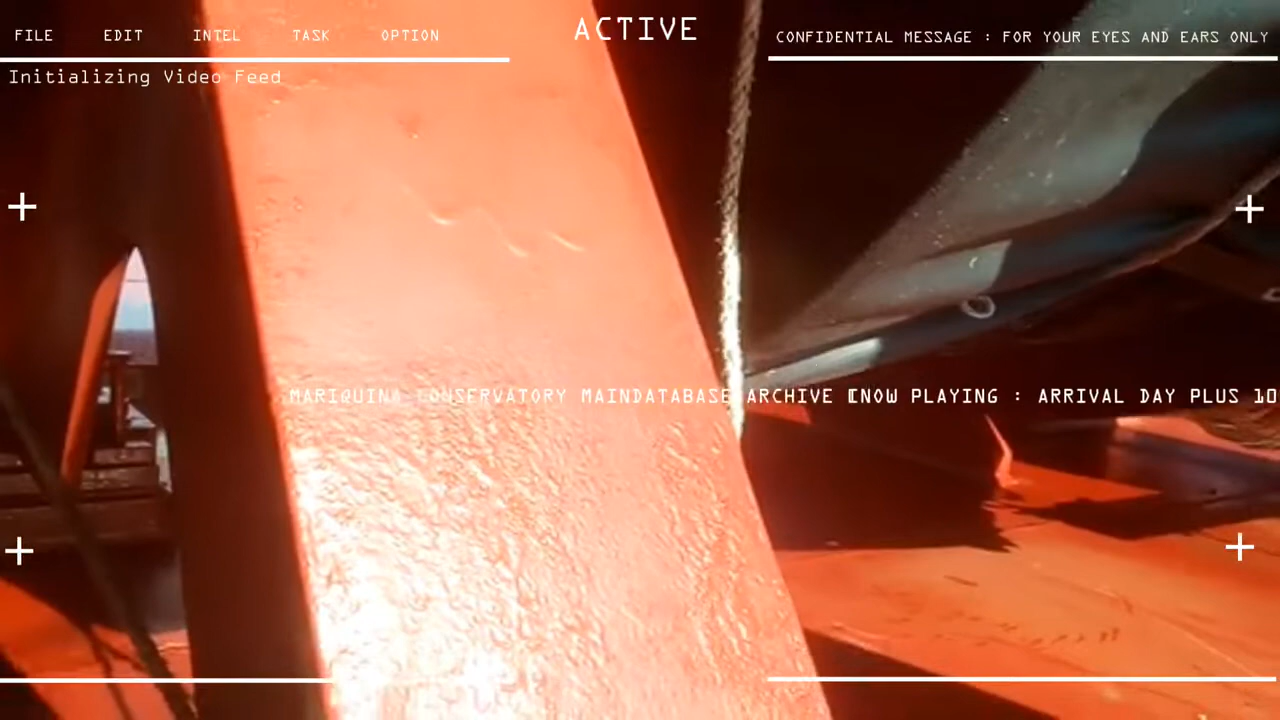 FILE EDIT INTEL TASK OPTION
ACTIVE
CONFIDENTIAL MESSAGE : FOR YOUR EYES AND EARS ONLY
Initializing Video Feed
MARIQUINA CONSERVATORY MAINDATABASE ARCHIVE [NOW PLAYING : ARRIVAL DAY PLUS 10